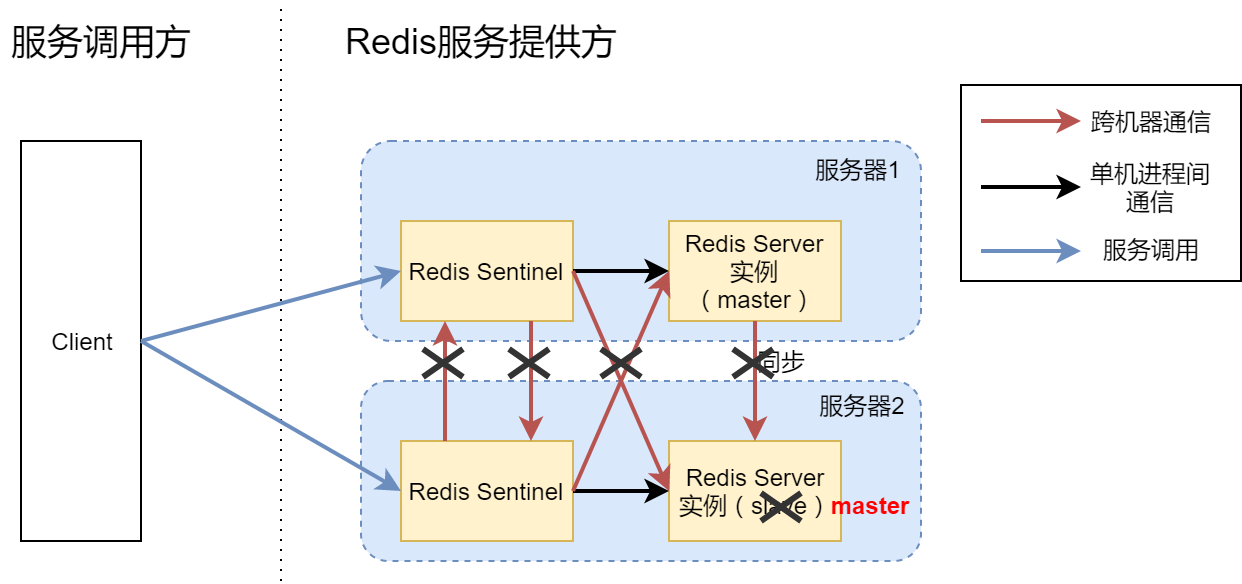 服务调用方
Redis服务提供方
跨机器通信
单机进程间
通信
服务调用
服务器1
Redis Sentinel
Redis Server
实例
（master）
Client
同步
服务器2
Redis Sentinel
Redis Server
实例（slave）master